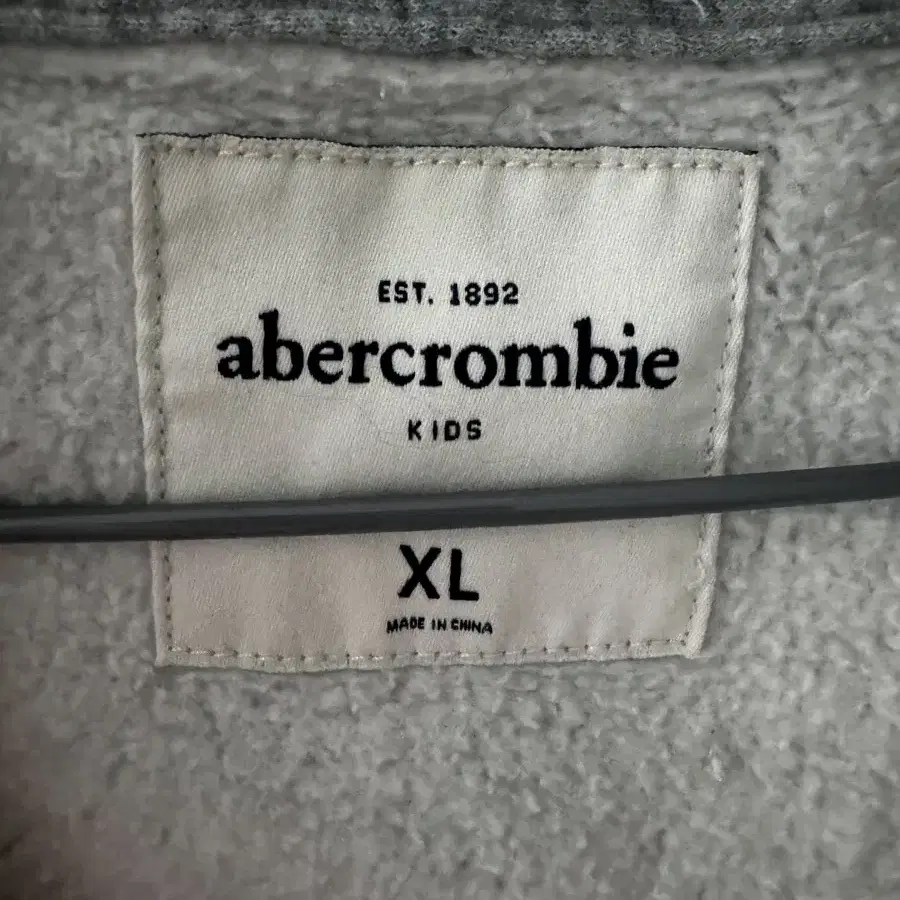 EST. 1892
abercrombie
KIDS
XL
MADE IN CHINA